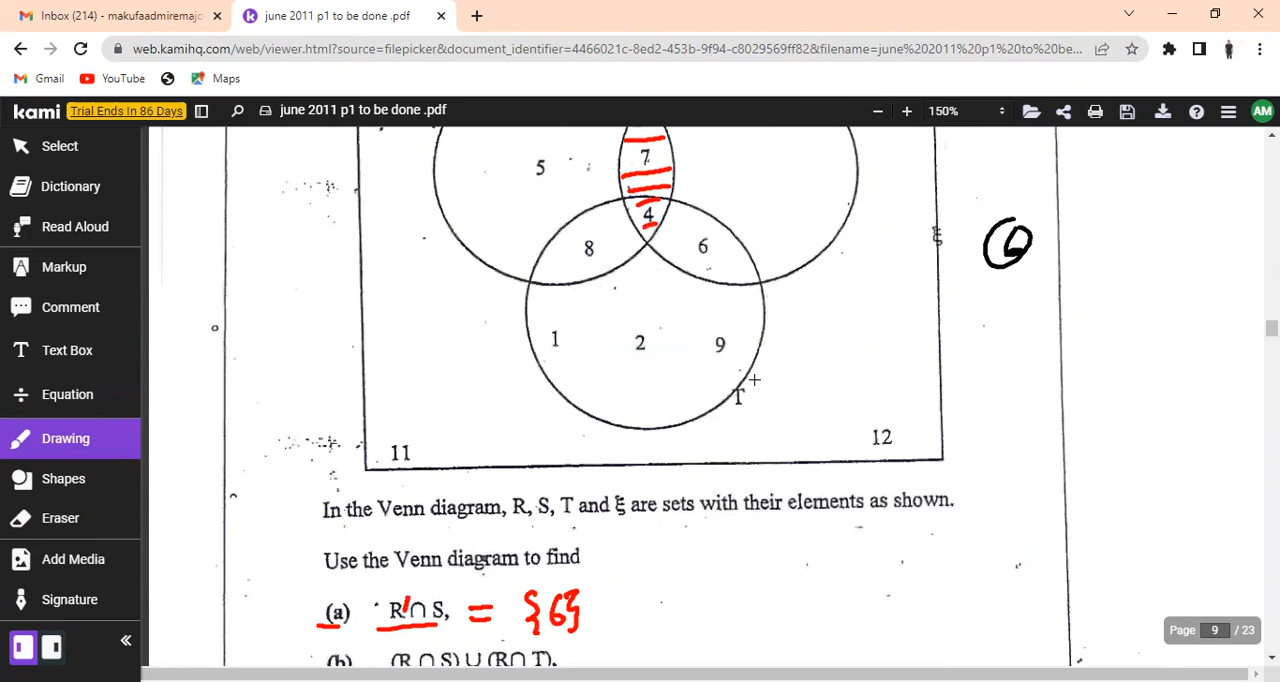 Inbox (214) - makufaadmiremajo
june 2011 p1 to be done .pdf
web.kamihq.com/web/viewer.html?source=filepicker&document_identifier=4466021c-8ed2-453b-9f94-c8029569ff82&filename=june%202011%20p1%20to%20be...
Gmail YouTube Maps
kami Trial Ends In 86 Days june 2011 p1 to be done .pdf 150% AM
Select
Dictionary
Read Aloud
Markup
Comment
Text Box
Equation
Drawing
Shapes
Eraser
Add Media
Signature
5 7
4
8 6
ξ
1 2 9
T
11 12
In the Venn diagram, R, S, T and ξ are sets with their elements as shown.
Use the Venn diagram to find
(a) R'∩ S, = {6}
(b) (R ∩ S) ∪ (R∩ T),
Page 9 / 23